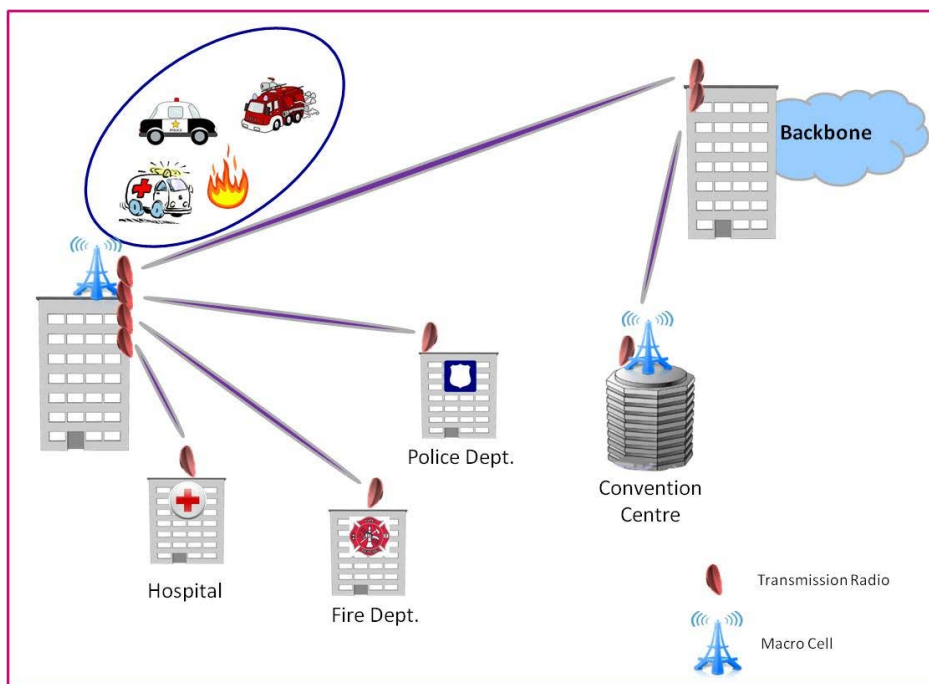 Backbone
Police Dept.
Convention
Centre
Hospital
Fire Dept.
Transmission Radio
Macro Cell